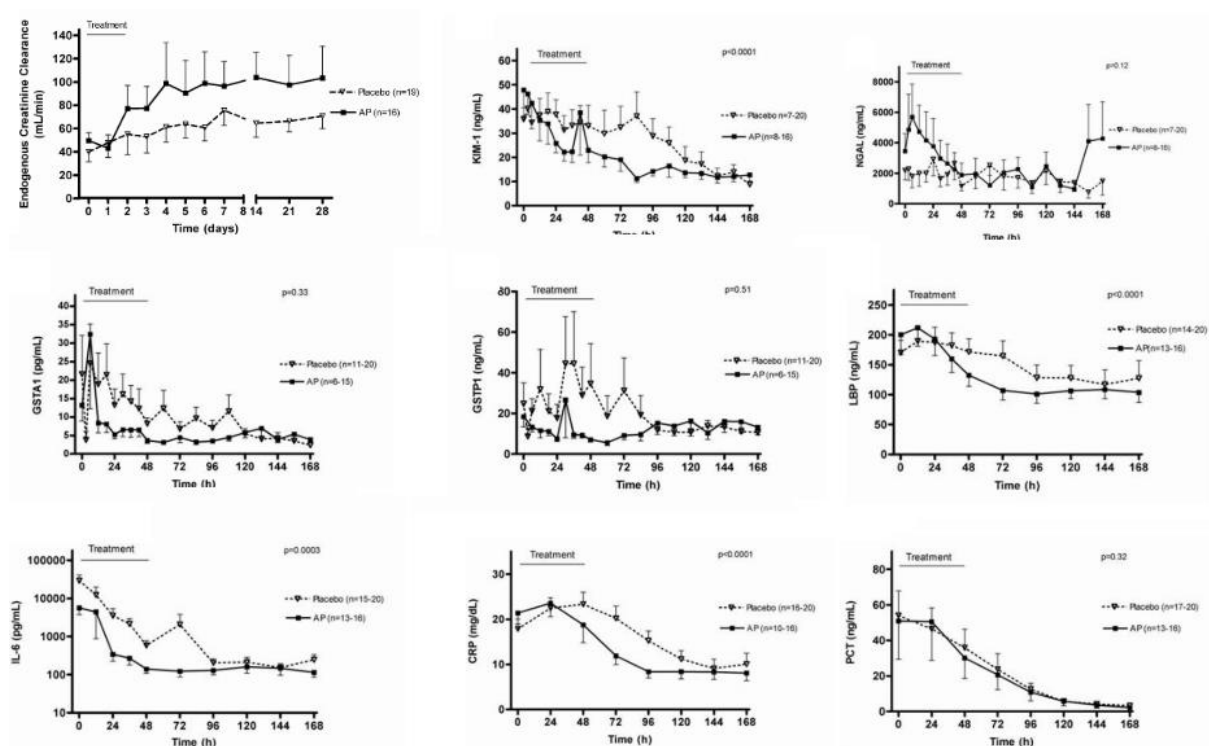 Treatment
Endogenous Creatinine Clearance
(mL/min)
140
120
100
80
60
40
20
0
Placebo (n=19)
AP (n=16)
0 1 2 3 4 5 6 7 8 14 21 28
Time (days)
p<0.0001
Treatment
KIM-1 (ng/mL)
60
50
40
30
20
10
0
Placebo n=7-20)
AP (n=8-16)
0 24 48 72 96 120 144 168
Time (h)
p=0.12
Treatment
NGAL (ng/mL)
8000
6000
4000
2000
0
Placebo (n=7-20)
AP (n=8-16)
0 24 48 72 96 120 144 168
Time (h)
Treatment
p=0.33
GSTA1 (pg/mL)
40
35
30
25
20
15
10
5
0
Placebo (n=11-20)
AP (n=6-15)
0 24 48 72 96 120 144 168
Time (h)
Treatment
p=0.51
GSTP1 (ng/mL)
80
70
60
50
40
30
20
10
0
Placebo (n=11-20)
AP (n=6-15)
0 24 48 72 96 120 144 168
Time (h)
Treatment
p<0.0001
LBP (ng/mL)
250
200
150
100
50
0
Placebo (n=14-20)
AP(n=13-16)
0 24 48 72 96 120 144 168
Time (h)
Treatment
p=0.0003
IL-6 (pg/mL)
100000
10000
1000
100
10
Placebo (n=15-20)
AP (n=13-16)
0 24 48 72 96 120 144 168
Time (h)
Treatment
p<0.0001
CRP (mg/dL)
30
20
10
0
Placebo (n=16-20)
AP (n=10-16)
0 24 48 72 96 120 144 168
Time (h)
Treatment
p=0.32
PCT (ng/mL)
80
60
40
20
0
Placebo (n=17-20)
AP (n=13-16)
0 24 48 72 96 120 144 168
Time (h)